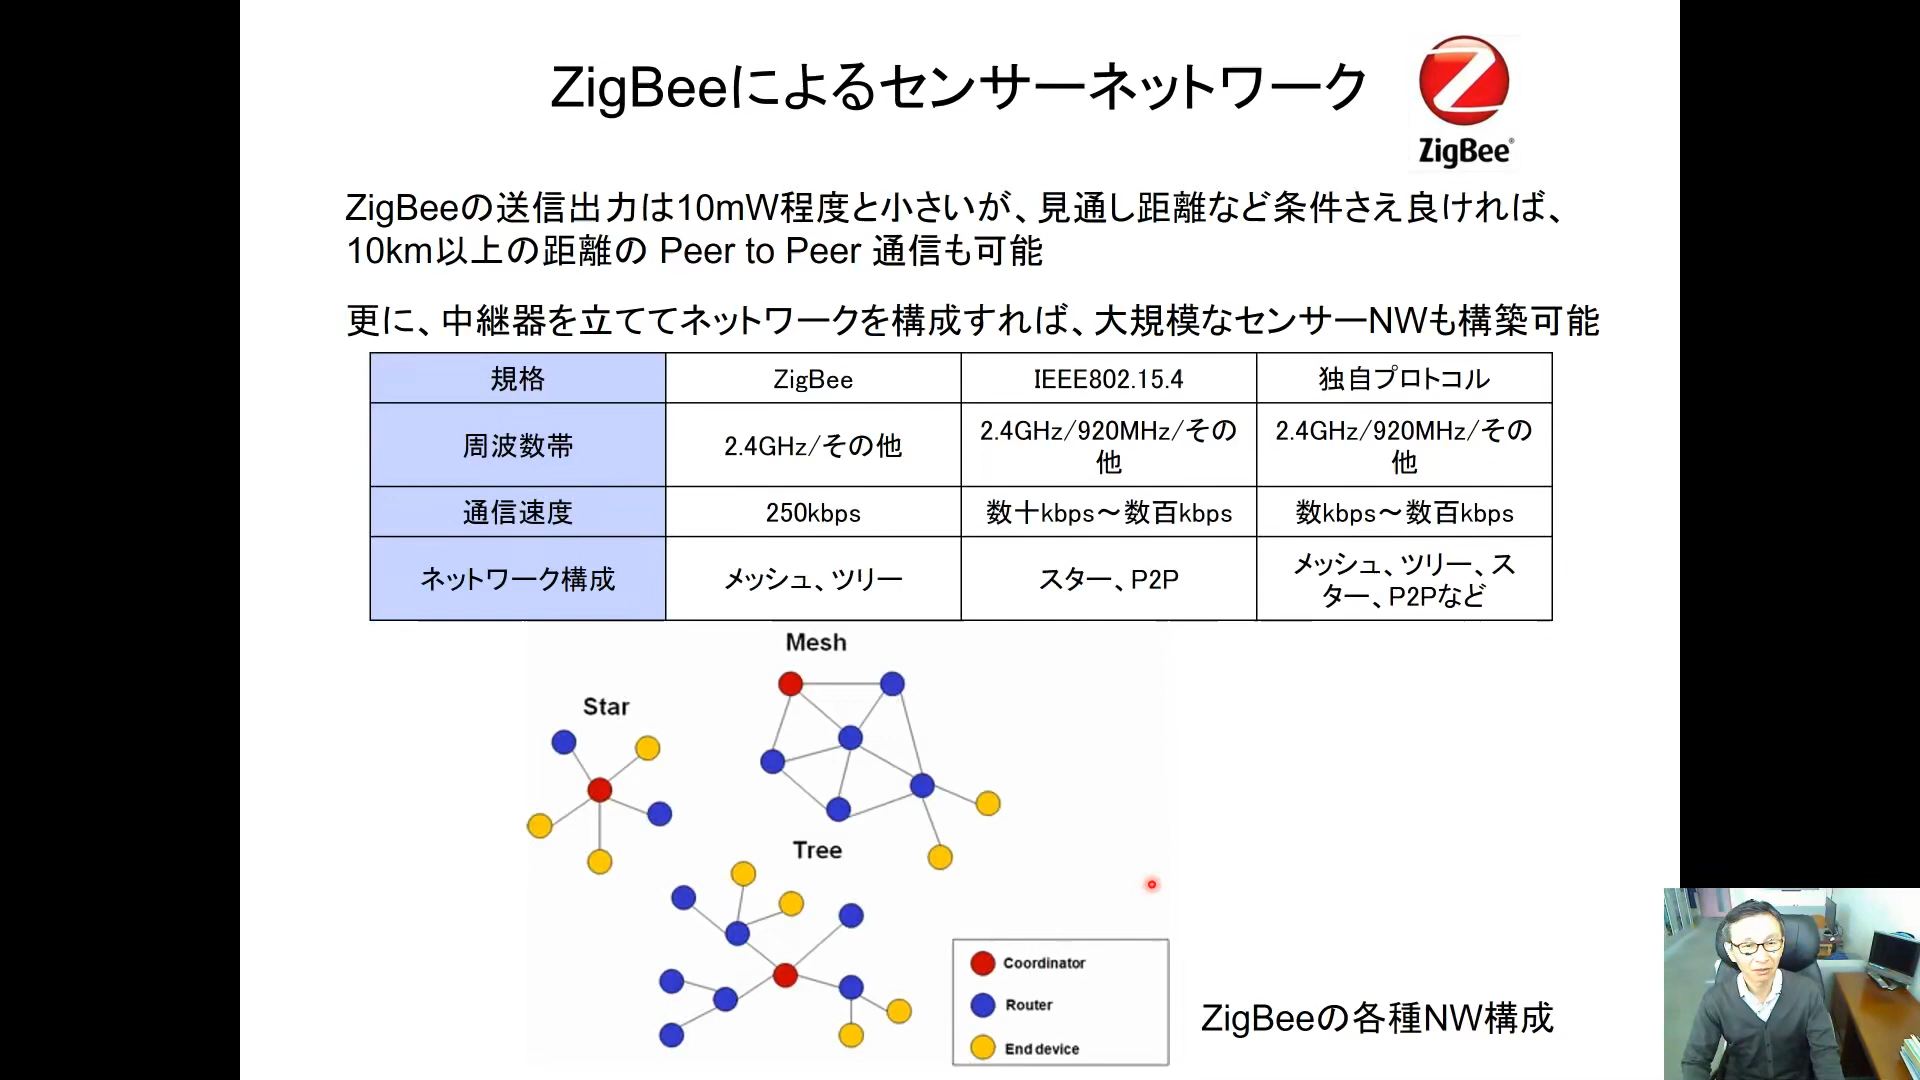 ZigBeeによるセンサーネットワーク
ZigBee®
ZigBeeの送信出力は10mW程度と小さいが、見通し距離など条件さえ良ければ、
10km以上の距離の Peer to Peer 通信も可能
更に、中継器を立ててネットワークを構成すれば、大規模なセンサーNWも構築可能
規格 ZigBee IEEE802.15.4 独自プロトコル
周波数帯 2.4GHz/その他 2.4GHz/920MHz/その他 2.4GHz/920MHz/その他
通信速度 250kbps 数十kbps～数百kbps 数kbps～数百kbps
ネットワーク構成 メッシュ、ツリー スター、P2P メッシュ、ツリー、スター、P2Pなど
Mesh
Star
Tree
Coordinator
Router
End device
ZigBeeの各種NW構成